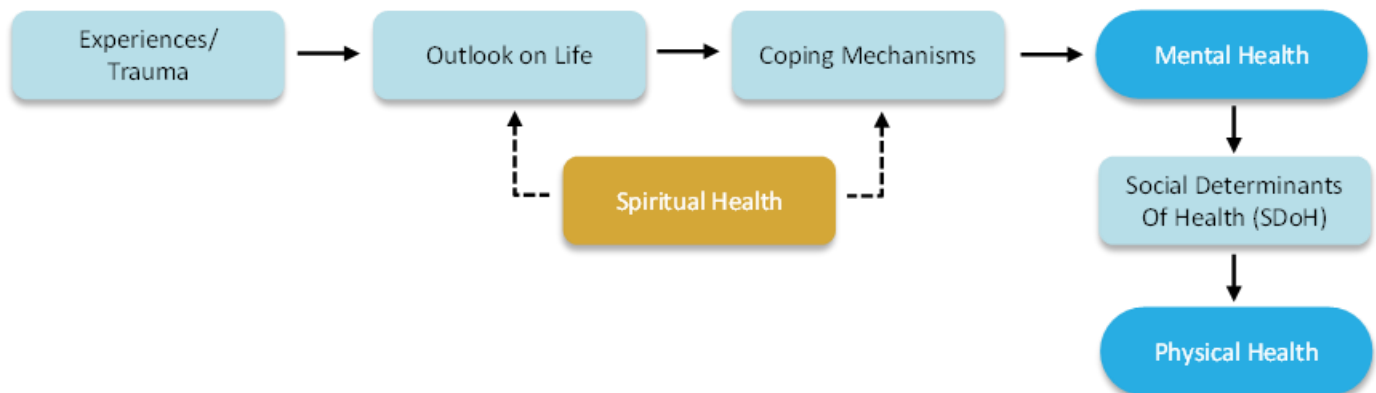 Experiences/
Trauma
Outlook on Life
Coping Mechanisms
Mental Health
Spiritual Health
Social Determinants
Of Health (SDoH)
Physical Health